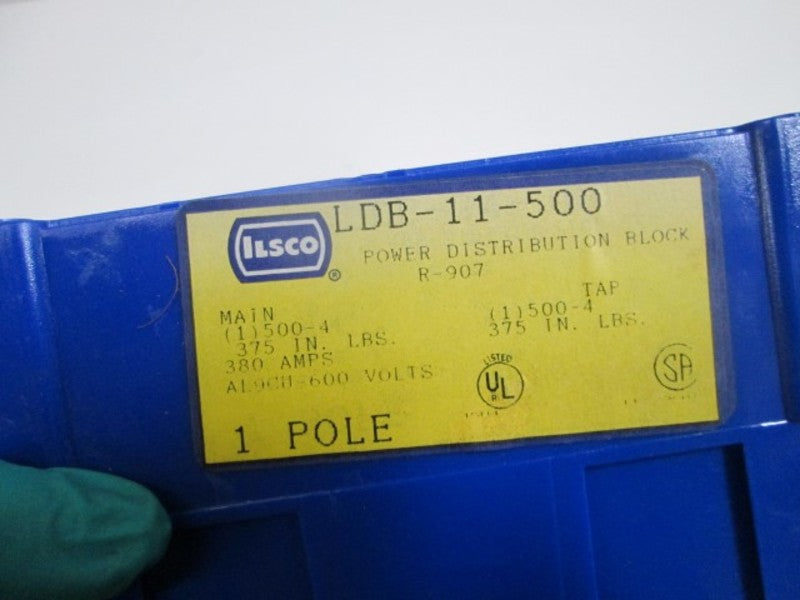 ILSCO ® LDB-11-500
POWER DISTRIBUTION BLOCK
R-907
MAIN
(1)500-4
375 IN. LBS.
380 AMPS
AL9CU-600 VOLTS
TAP
(1)500-4
375 IN. LBS.
LISTED
UL
R
SA
1 POLE